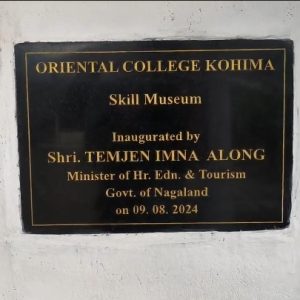 ORIENTAL COLLEGE KOHIMA
Skill Museum
Inaugurated by
Shri. TEMJEN IMNA ALONG
Minister of Hr. Edn. & Tourism
Govt. of Nagaland
on 09. 08. 2024